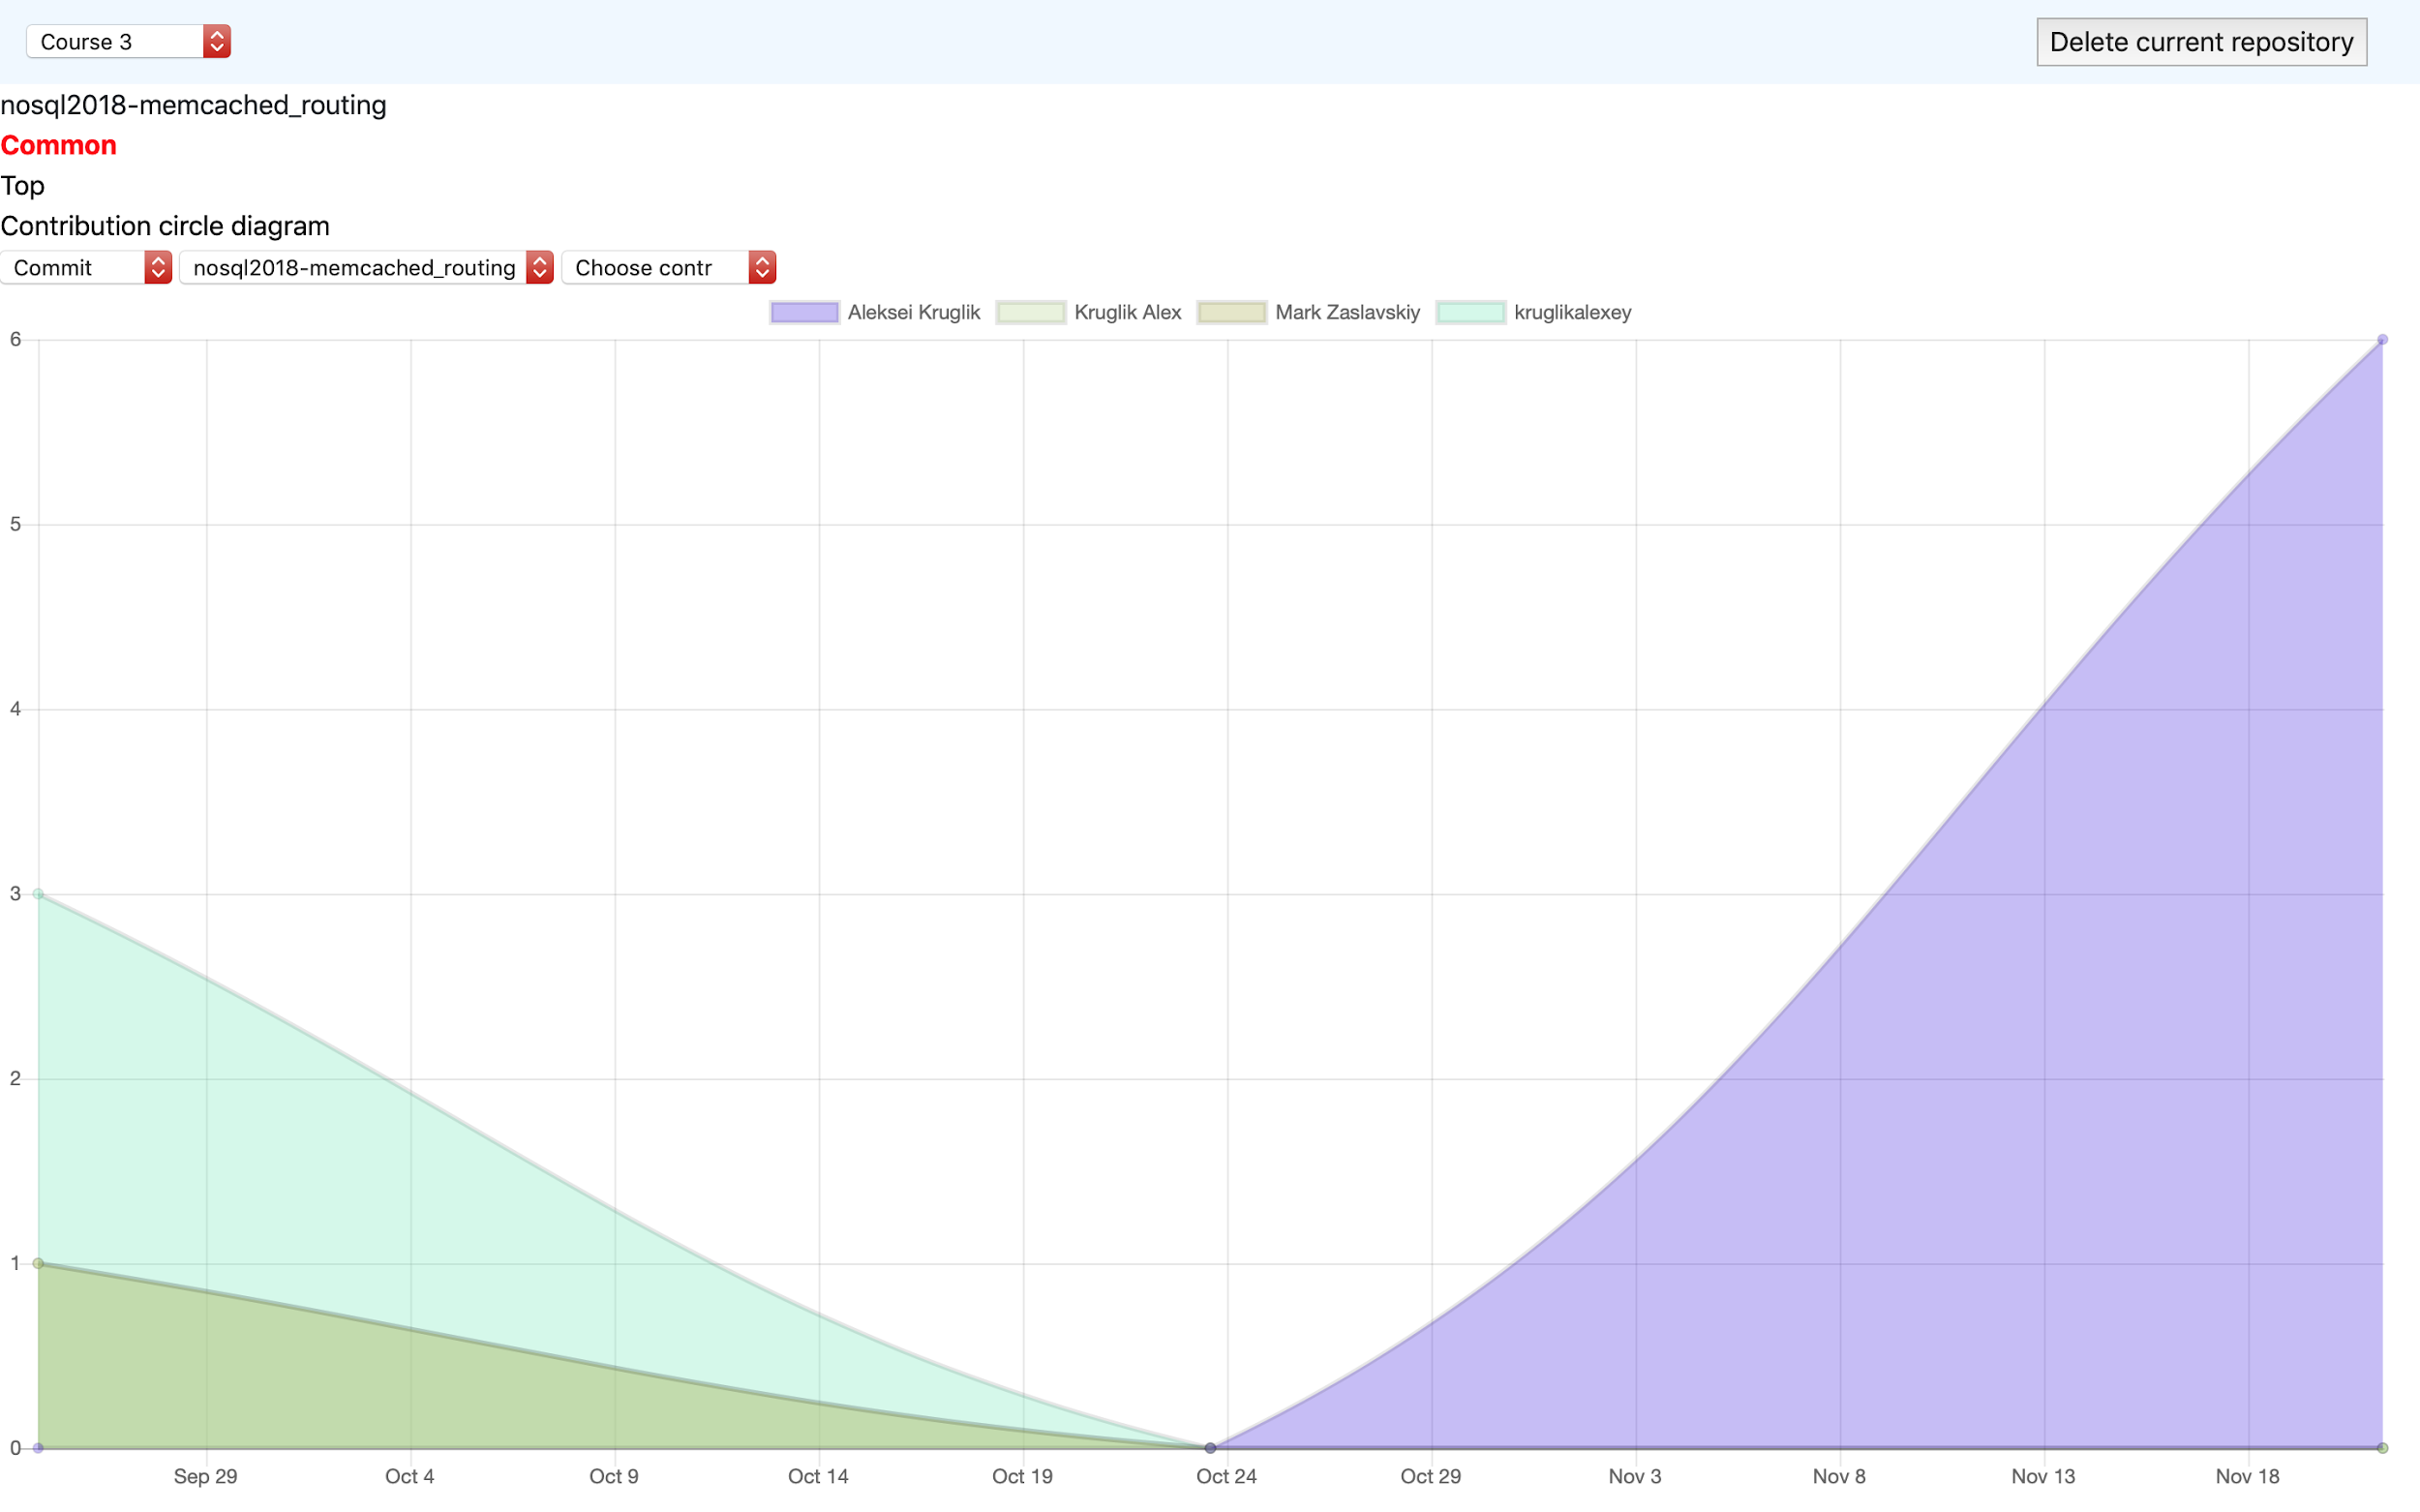 Course 3 Delete current repository
nosql2018-memcached_routing
Common
Top
Contribution circle diagram
Commit nosql2018-memcached_routing Choose contr
Aleksei Kruglik Kruglik Alex Mark Zaslavskiy kruglikalexey
6
5
4
3
2
1
0
Sep 29 Oct 4 Oct 9 Oct 14 Oct 19 Oct 24 Oct 29 Nov 3 Nov 8 Nov 13 Nov 18